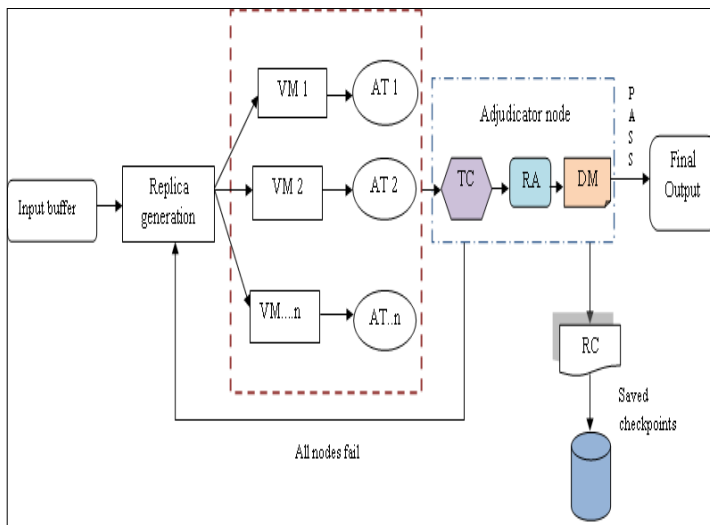 Input buffer
Replica
generation
VM 1
AT 1
VM 2
AT 2
VM....n
AT..n
Adjudicator node
TC
RA
DM
P
A
S
S
Final
Output
RC
Saved
checkpoints
All nodes fail